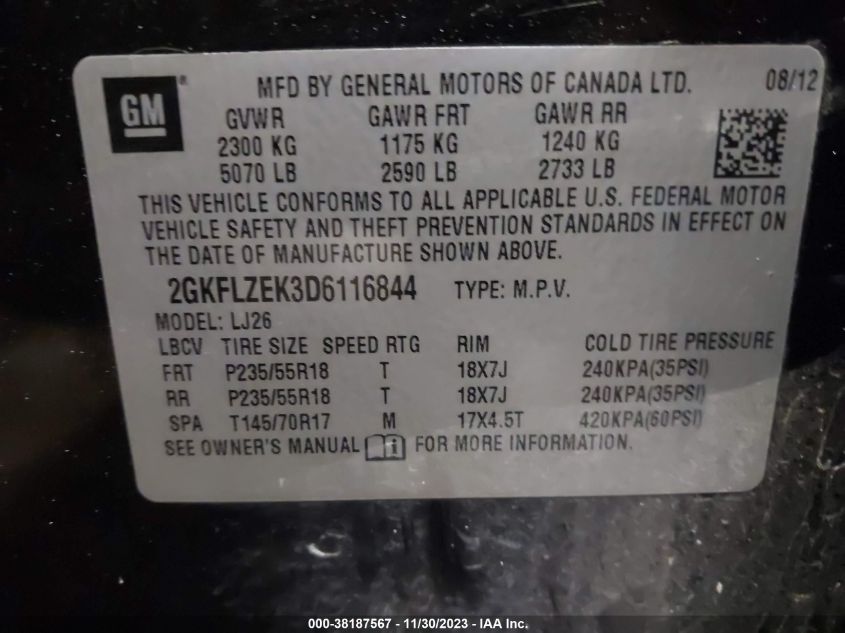 GM ®
MFD BY GENERAL MOTORS OF CANADA LTD. 08/12
GVWR GAWR FRT GAWR RR
2300 KG 1175 KG 1240 KG
5070 LB 2590 LB 2733 LB
THIS VEHICLE CONFORMS TO ALL APPLICABLE U.S. FEDERAL MOTOR
VEHICLE SAFETY AND THEFT PREVENTION STANDARDS IN EFFECT ON
THE DATE OF MANUFACTURE SHOWN ABOVE.
2GKFLZEK3D6116844 TYPE: M.P.V.
MODEL: LJ26
LBCV TIRE SIZE SPEED RTG RIM COLD TIRE PRESSURE
FRT P235/55R18 T 18X7J 240KPA(35PSI)
RR P235/55R18 T 18X7J 240KPA(35PSI)
SPA T145/70R17 M 17X4.5T 420KPA(60PSI)
SEE OWNER'S MANUAL i FOR MORE INFORMATION.
000-38187567 - 11/30/2023 - IAA Inc.